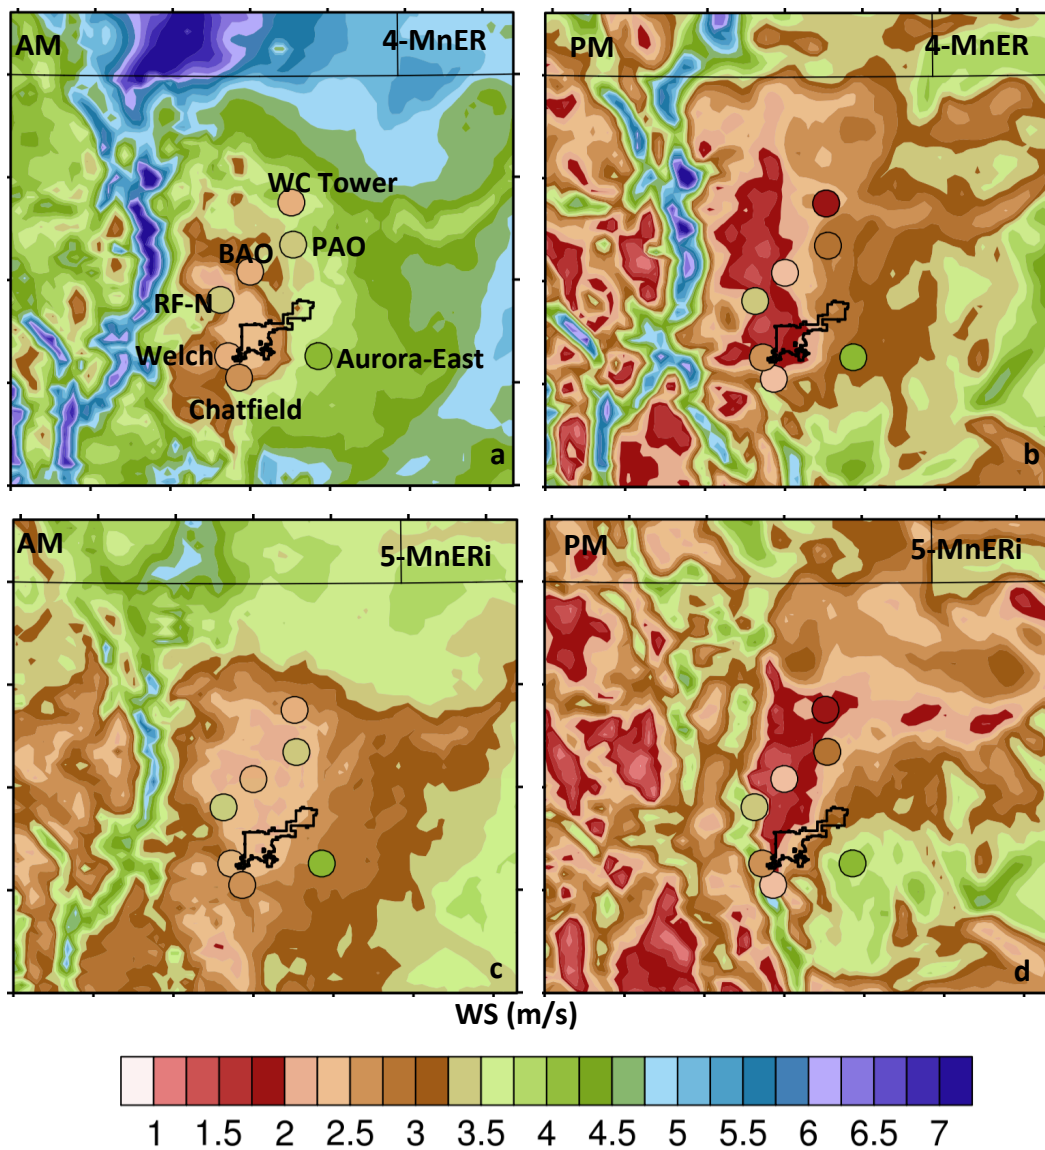 AM
4-MnER
PM
4-MnER
WC Tower
BAO
PAO
RF-N
Welch
Aurora-East
Chatfield
a
b
AM
5-MnERi
PM
5-MnERi
c
d
WS (m/s)
1 1.5 2 2.5 3 3.5 4 4.5 5 5.5 6 6.5 7